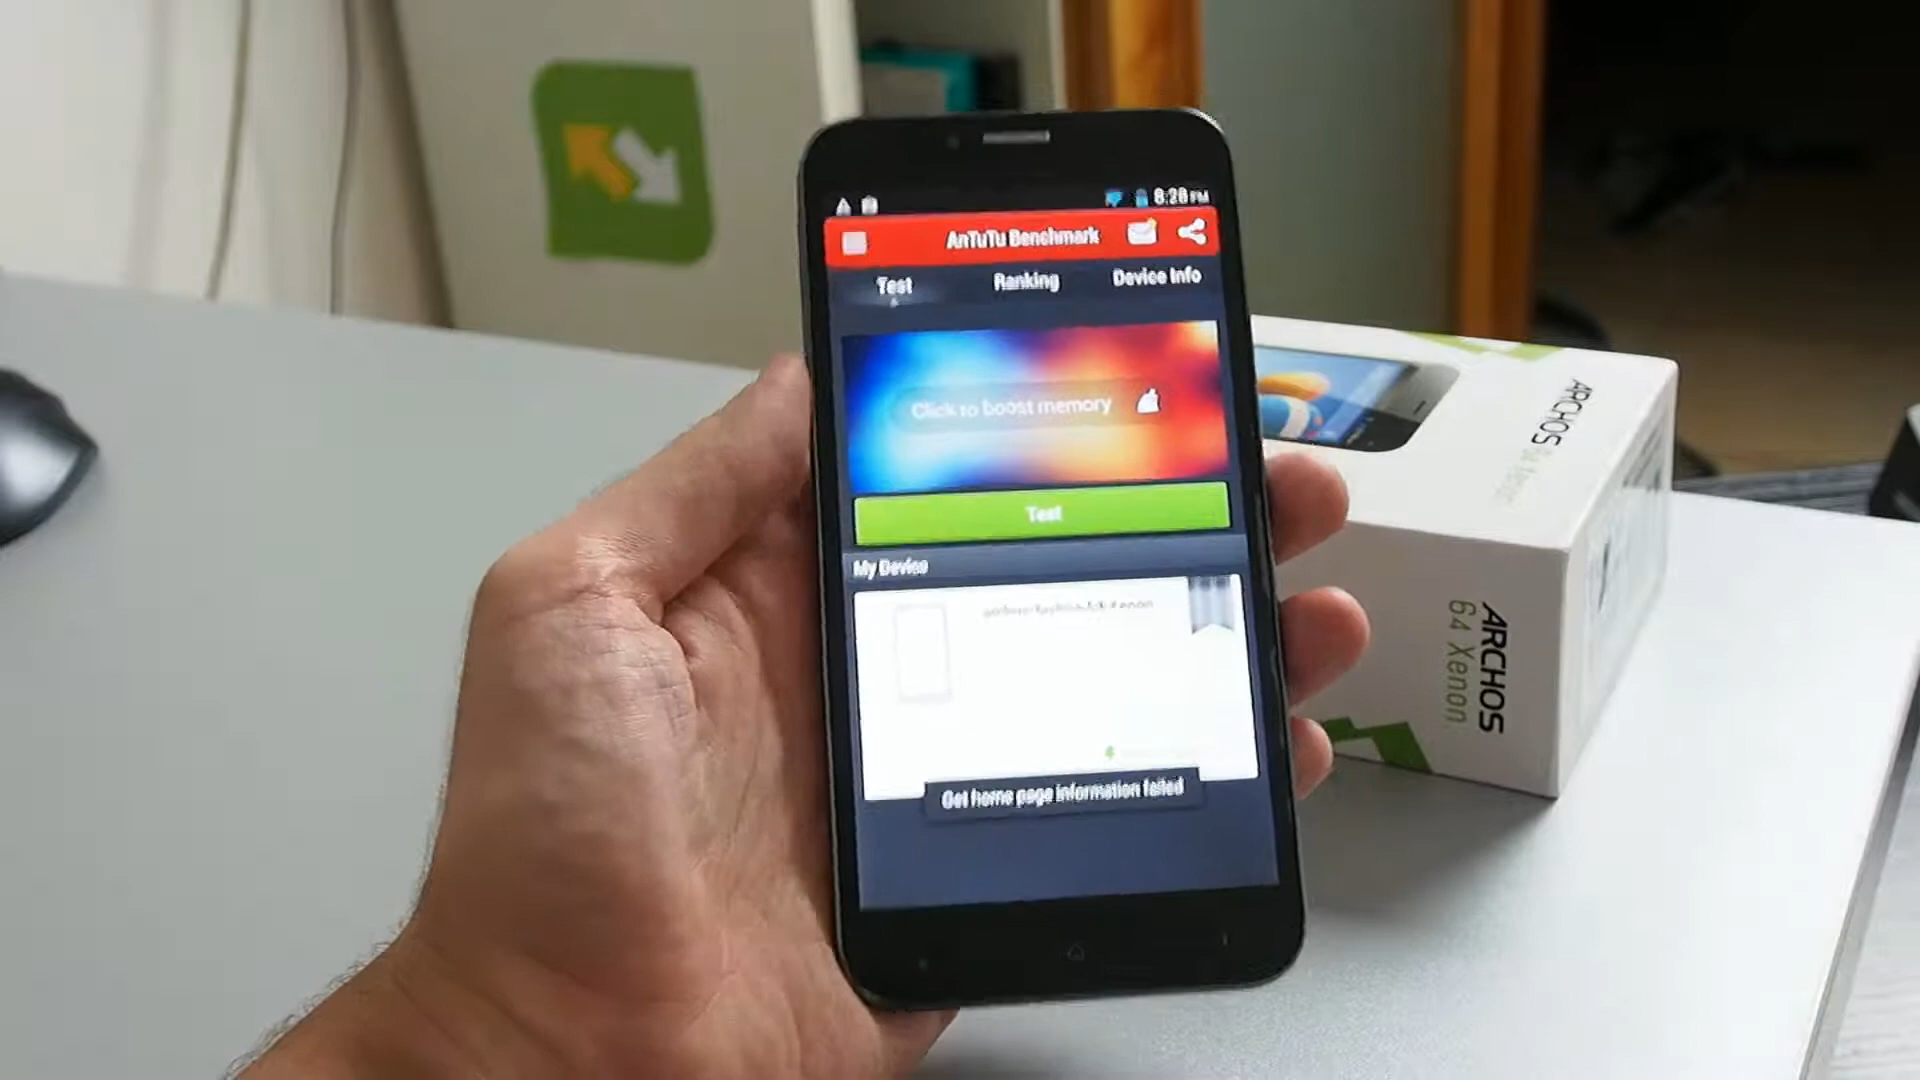 8:28 PM
AnTuTu Benchmark
Test
Ranking
Device Info
Click to boost memory
Test
My Device
Get home page information failed
ARCHOS
ARCHOS
64 Xenon